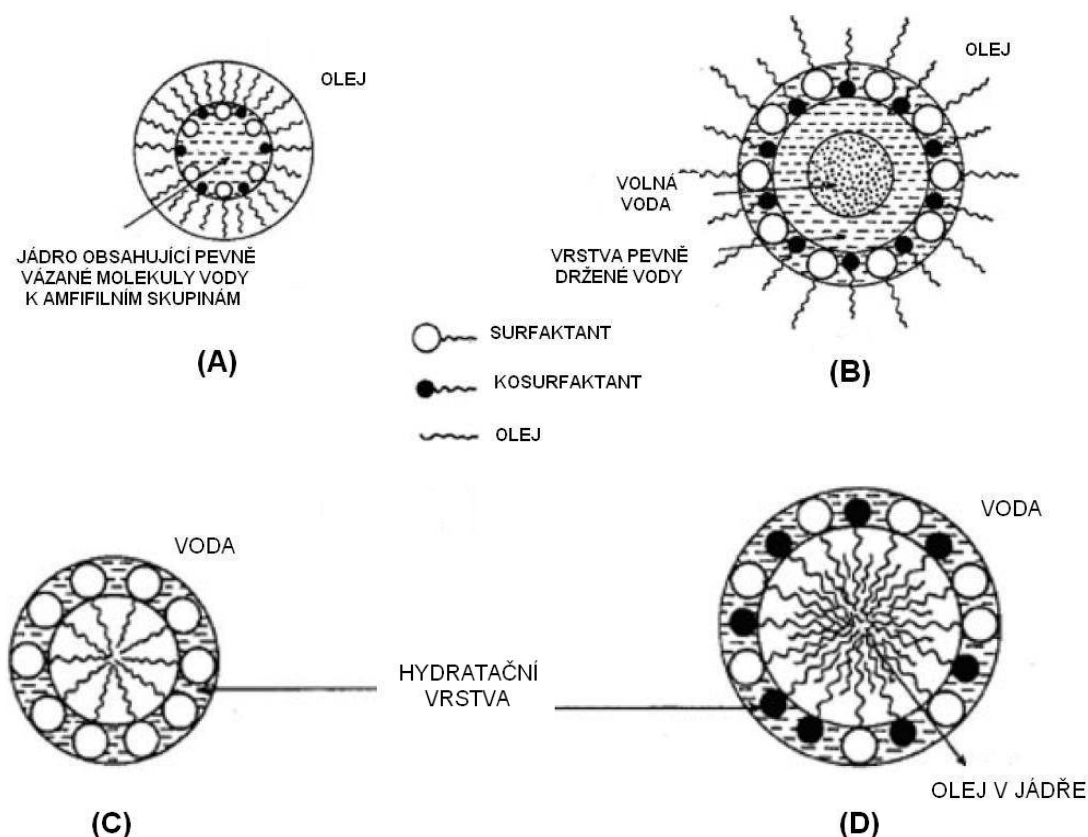 OLEJ
JÁDRO OBSAHUJÍCÍ PEVNĚ
VÁZANÉ MOLEKULY VODY
K AMFIFILNÍM SKUPINÁM
(A)
OLEJ
VOLNÁ
VODA
VRSTVA PEVNĚ
DRŽENÉ VODY
(B)
SURFAKTANT
KOSURFAKTANT
OLEJ
VODA
HYDRATAČNÍ
VRSTVA
(C)
VODA
OLEJ V JÁDŘE
(D)